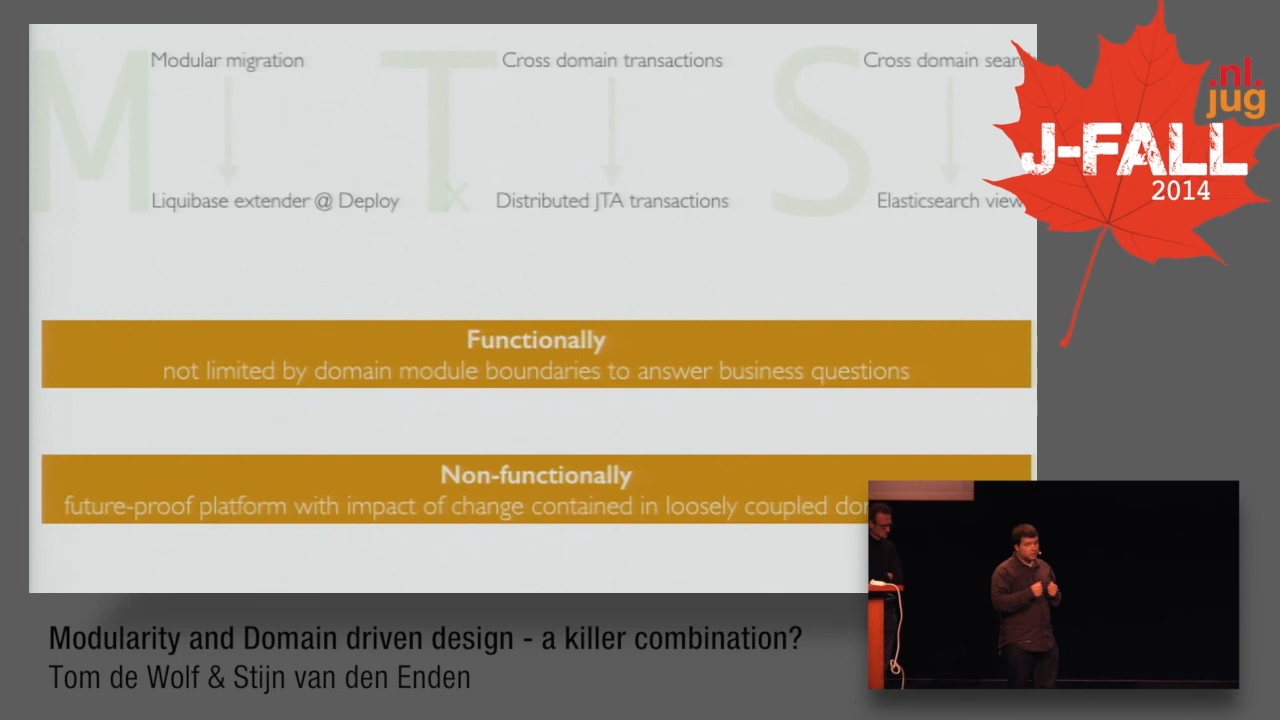 M T x S
Modular migration
Cross domain transactions
Cross domain
Liquibase extender @ Deploy
Distributed JTA transactions
Elasticsearch view
Functionally
not limited by domain module boundaries to answer business questions
Non-functionally
future-proof platform with impact of change contained in loosely coupled
.nl.
jug
J-FALL
2014
Modularity and Domain driven design - a killer combination?
Tom de Wolf & Stijn van den Enden